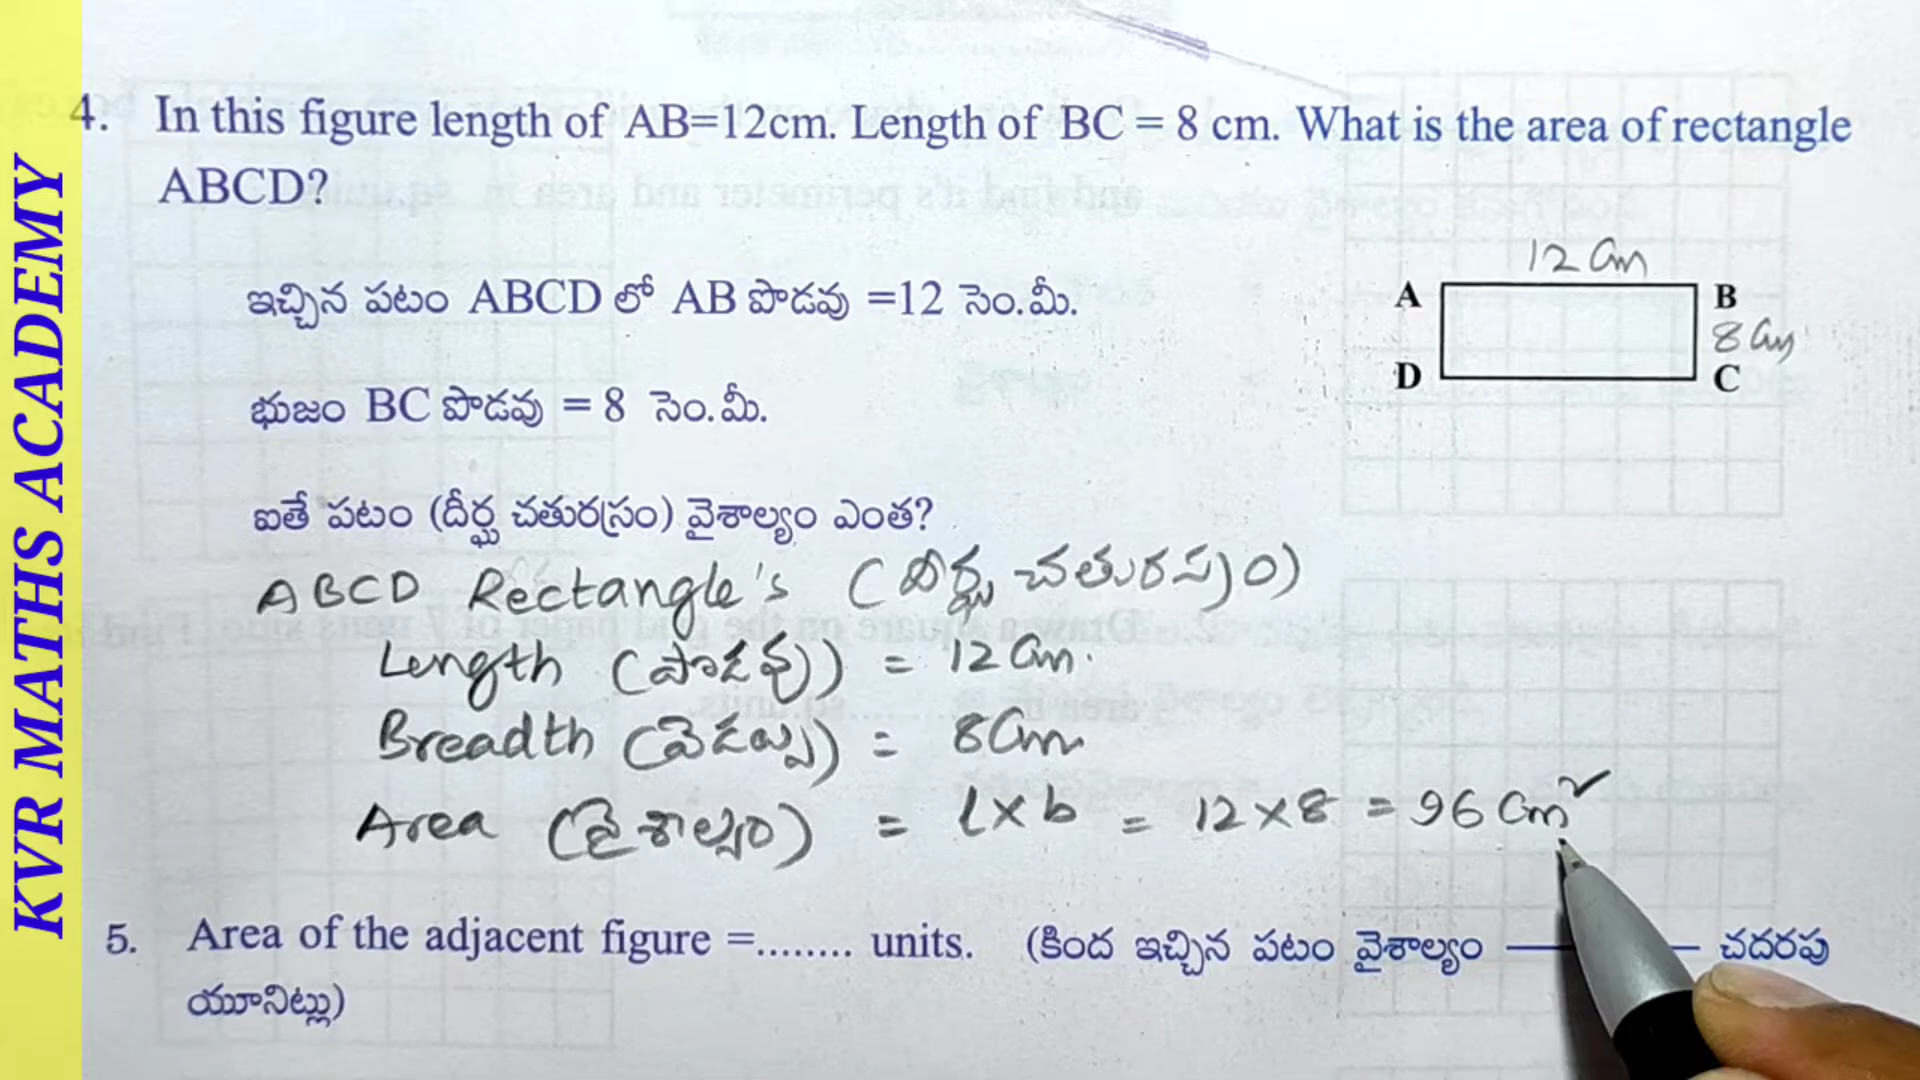 KVR MATHS ACADEMY
4. In this figure length of AB=12cm. Length of BC = 8 cm. What is the area of rectangle
ABCD?
ఇచ్చిన పటం ABCD లో AB పొడవు =12 సెం.మీ.
భుజం BC పొడవు = 8 సెం.మీ.
ఐతే పటం (దీర్ఘ చతురస్రం) వైశాల్యం ఎంత?
12 cm
A B
8 cm
D C
ABCD Rectangle's (దీర్ఘ చతురస్రం)
Length (పొడవు) = 12 cm.
Breadth (వెడల్పు) = 8cm.
Area (వైశాల్యం) = l×b = 12×8 = 96 cm²
5. Area of the adjacent figure =........ units. (కింద ఇచ్చిన పటం వైశాల్యం ———— చదరపు
యూనిట్లు)